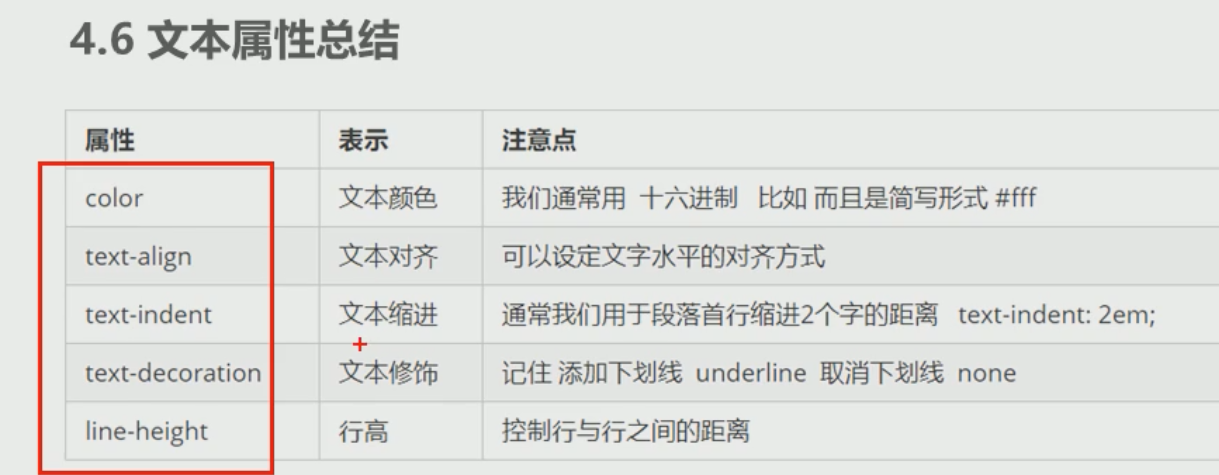 4.6 文本属性总结
属性 表示 注意点
color 文本颜色 我们通常用 十六进制 比如 而且是简写形式 #fff
text-align 文本对齐 可以设定文字水平的对齐方式
text-indent 文本缩进 通常我们用于段落首行缩进2个字的距离 text-indent: 2em;
text-decoration 文本修饰 记住 添加下划线 underline 取消下划线 none
line-height 行高 控制行与行之间的距离